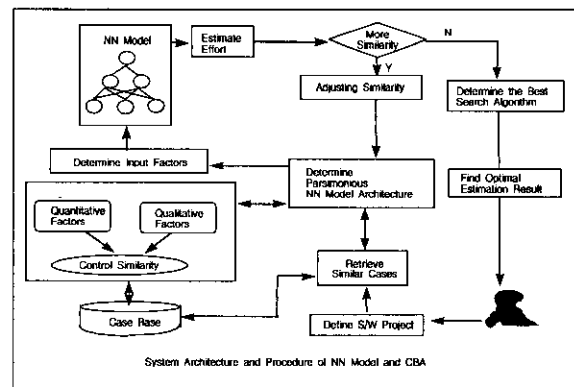 NN Model
Estimate
Effort
More
Similarity
N
Y
Adjusting Similarity
Determine the Best
Search Algorithm
Determine Input Factors
Determine
Parsimonious
NN Model Architecture
Find Optimal
Estimation Result
Quantitative
Factors
Qualitative
Factors
Control Similarity
Retrieve
Similar Cases
Case Base
Define S/W Project
System Architecture and Procedure of NN Model and CBA